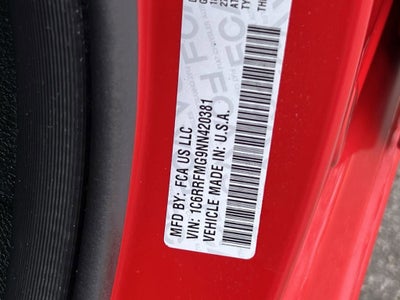 MFD BY: FCA US LLC
VIN: 1C6RRFMG9NN420381
VEHICLE MADE IN: U.S.A.